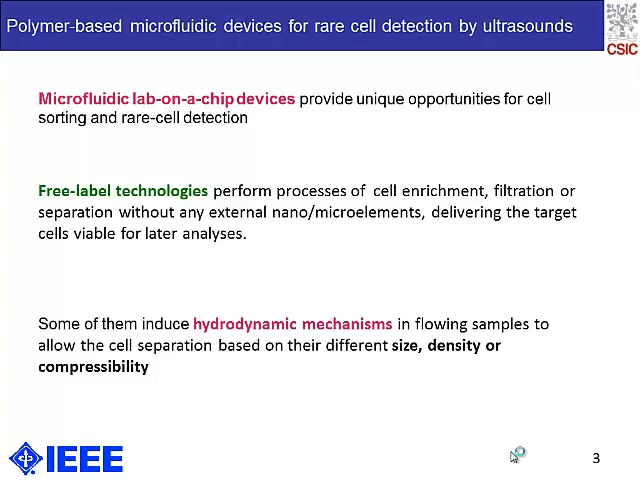 Polymer-based microfluidic devices for rare cell detection by ultrasounds
CSIC
Microfluidic lab-on-a-chip devices provide unique opportunities for cell
sorting and rare-cell detection
Free-label technologies perform processes of cell enrichment, filtration or
separation without any external nano/microelements, delivering the target
cells viable for later analyses.
Some of them induce hydrodynamic mechanisms in flowing samples to
allow the cell separation based on their different size, density or
compressibility
IEEE
3